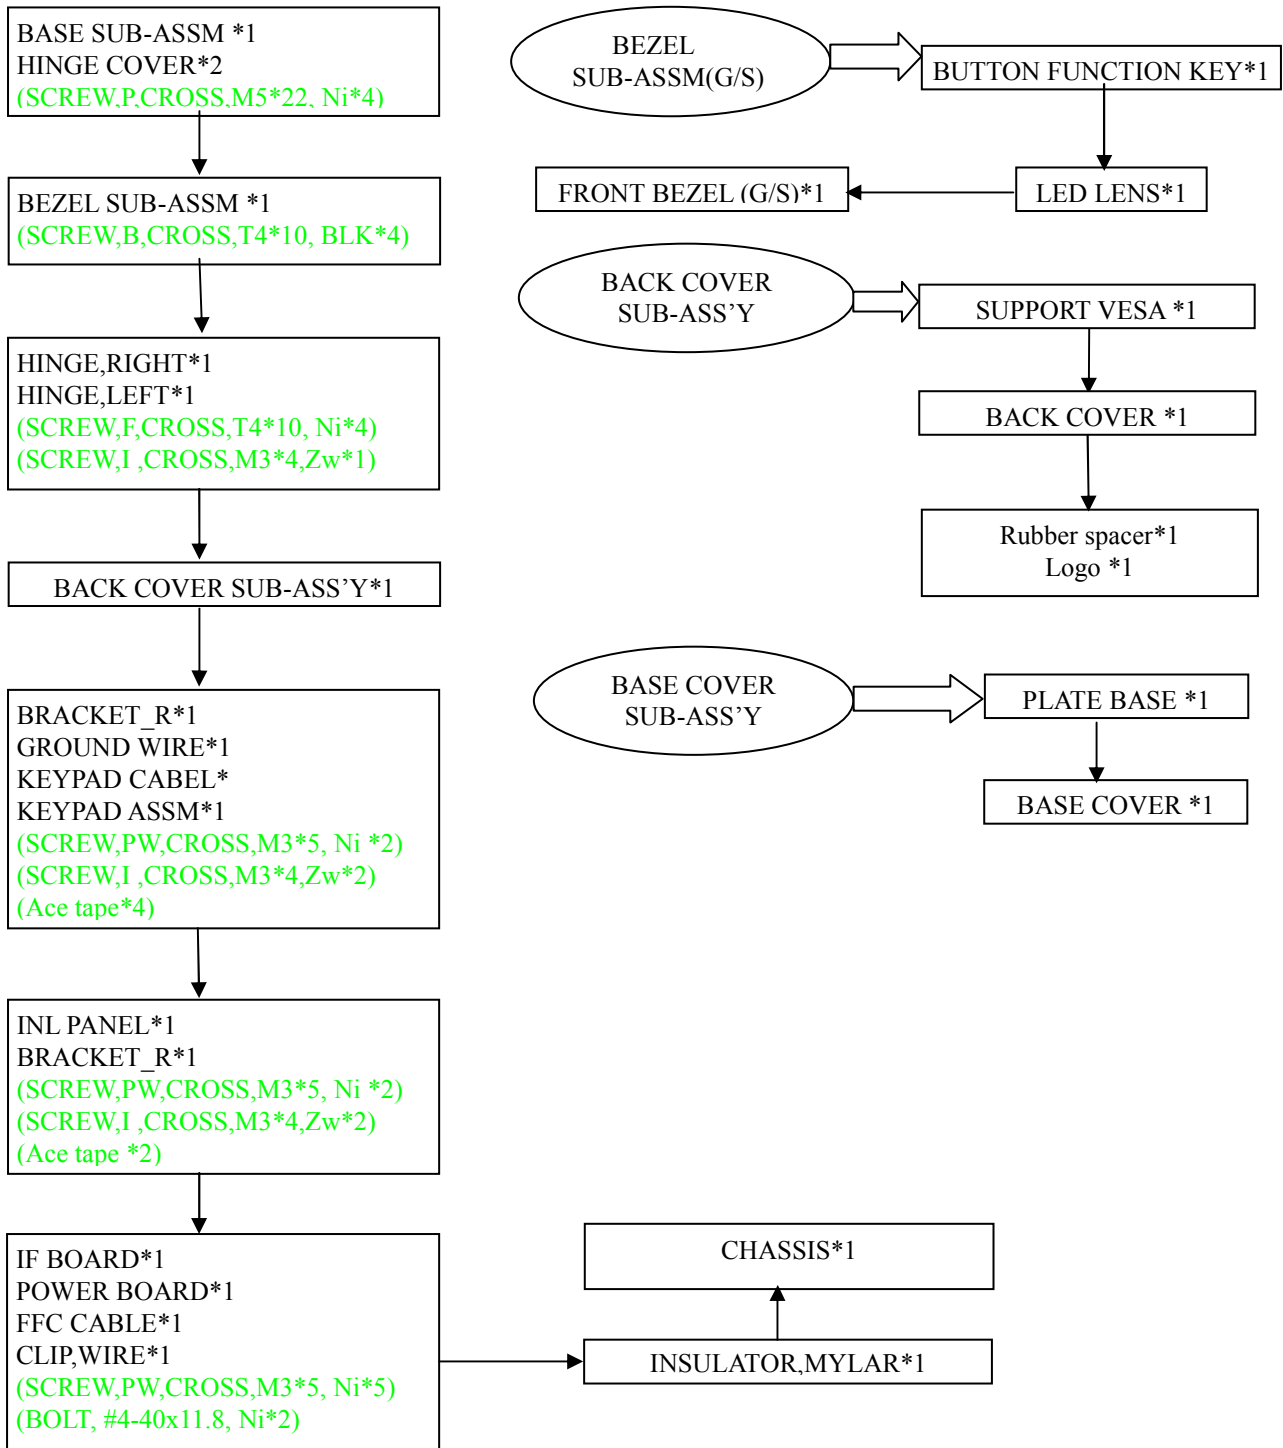 BASE SUB-ASSM *1
HINGE COVER*2
(SCREW,P,CROSS,M5*22, Ni*4)
BEZEL SUB-ASSM *1
(SCREW,B,CROSS,T4*10, BLK*4)
HINGE,RIGHT*1
HINGE,LEFT*1
(SCREW,F,CROSS,T4*10, Ni*4)
(SCREW,I ,CROSS,M3*4,Zw*1)
BACK COVER SUB-ASS’Y*1
BRACKET_R*1
GROUND WIRE*1
KEYPAD CABEL*
KEYPAD ASSM*1
(SCREW,PW,CROSS,M3*5, Ni *2)
(SCREW,I ,CROSS,M3*4,Zw*2)
(Ace tape*4)
INL PANEL*1
BRACKET_R*1
(SCREW,PW,CROSS,M3*5, Ni *2)
(SCREW,I ,CROSS,M3*4,Zw*2)
(Ace tape *2)
IF BOARD*1
POWER BOARD*1
FFC CABLE*1
CLIP,WIRE*1
(SCREW,PW,CROSS,M3*5, Ni*5)
(BOLT, #4-40x11.8, Ni*2)
INSULATOR,MYLAR*1
CHASSIS*1
BEZEL
SUB-ASSM(G/S)
BUTTON FUNCTION KEY*1
LED LENS*1
FRONT BEZEL (G/S)*1
BACK COVER
SUB-ASS’Y
SUPPORT VESA *1
BACK COVER *1
Rubber spacer*1
Logo *1
BASE COVER
SUB-ASS’Y
PLATE BASE *1
BASE COVER *1